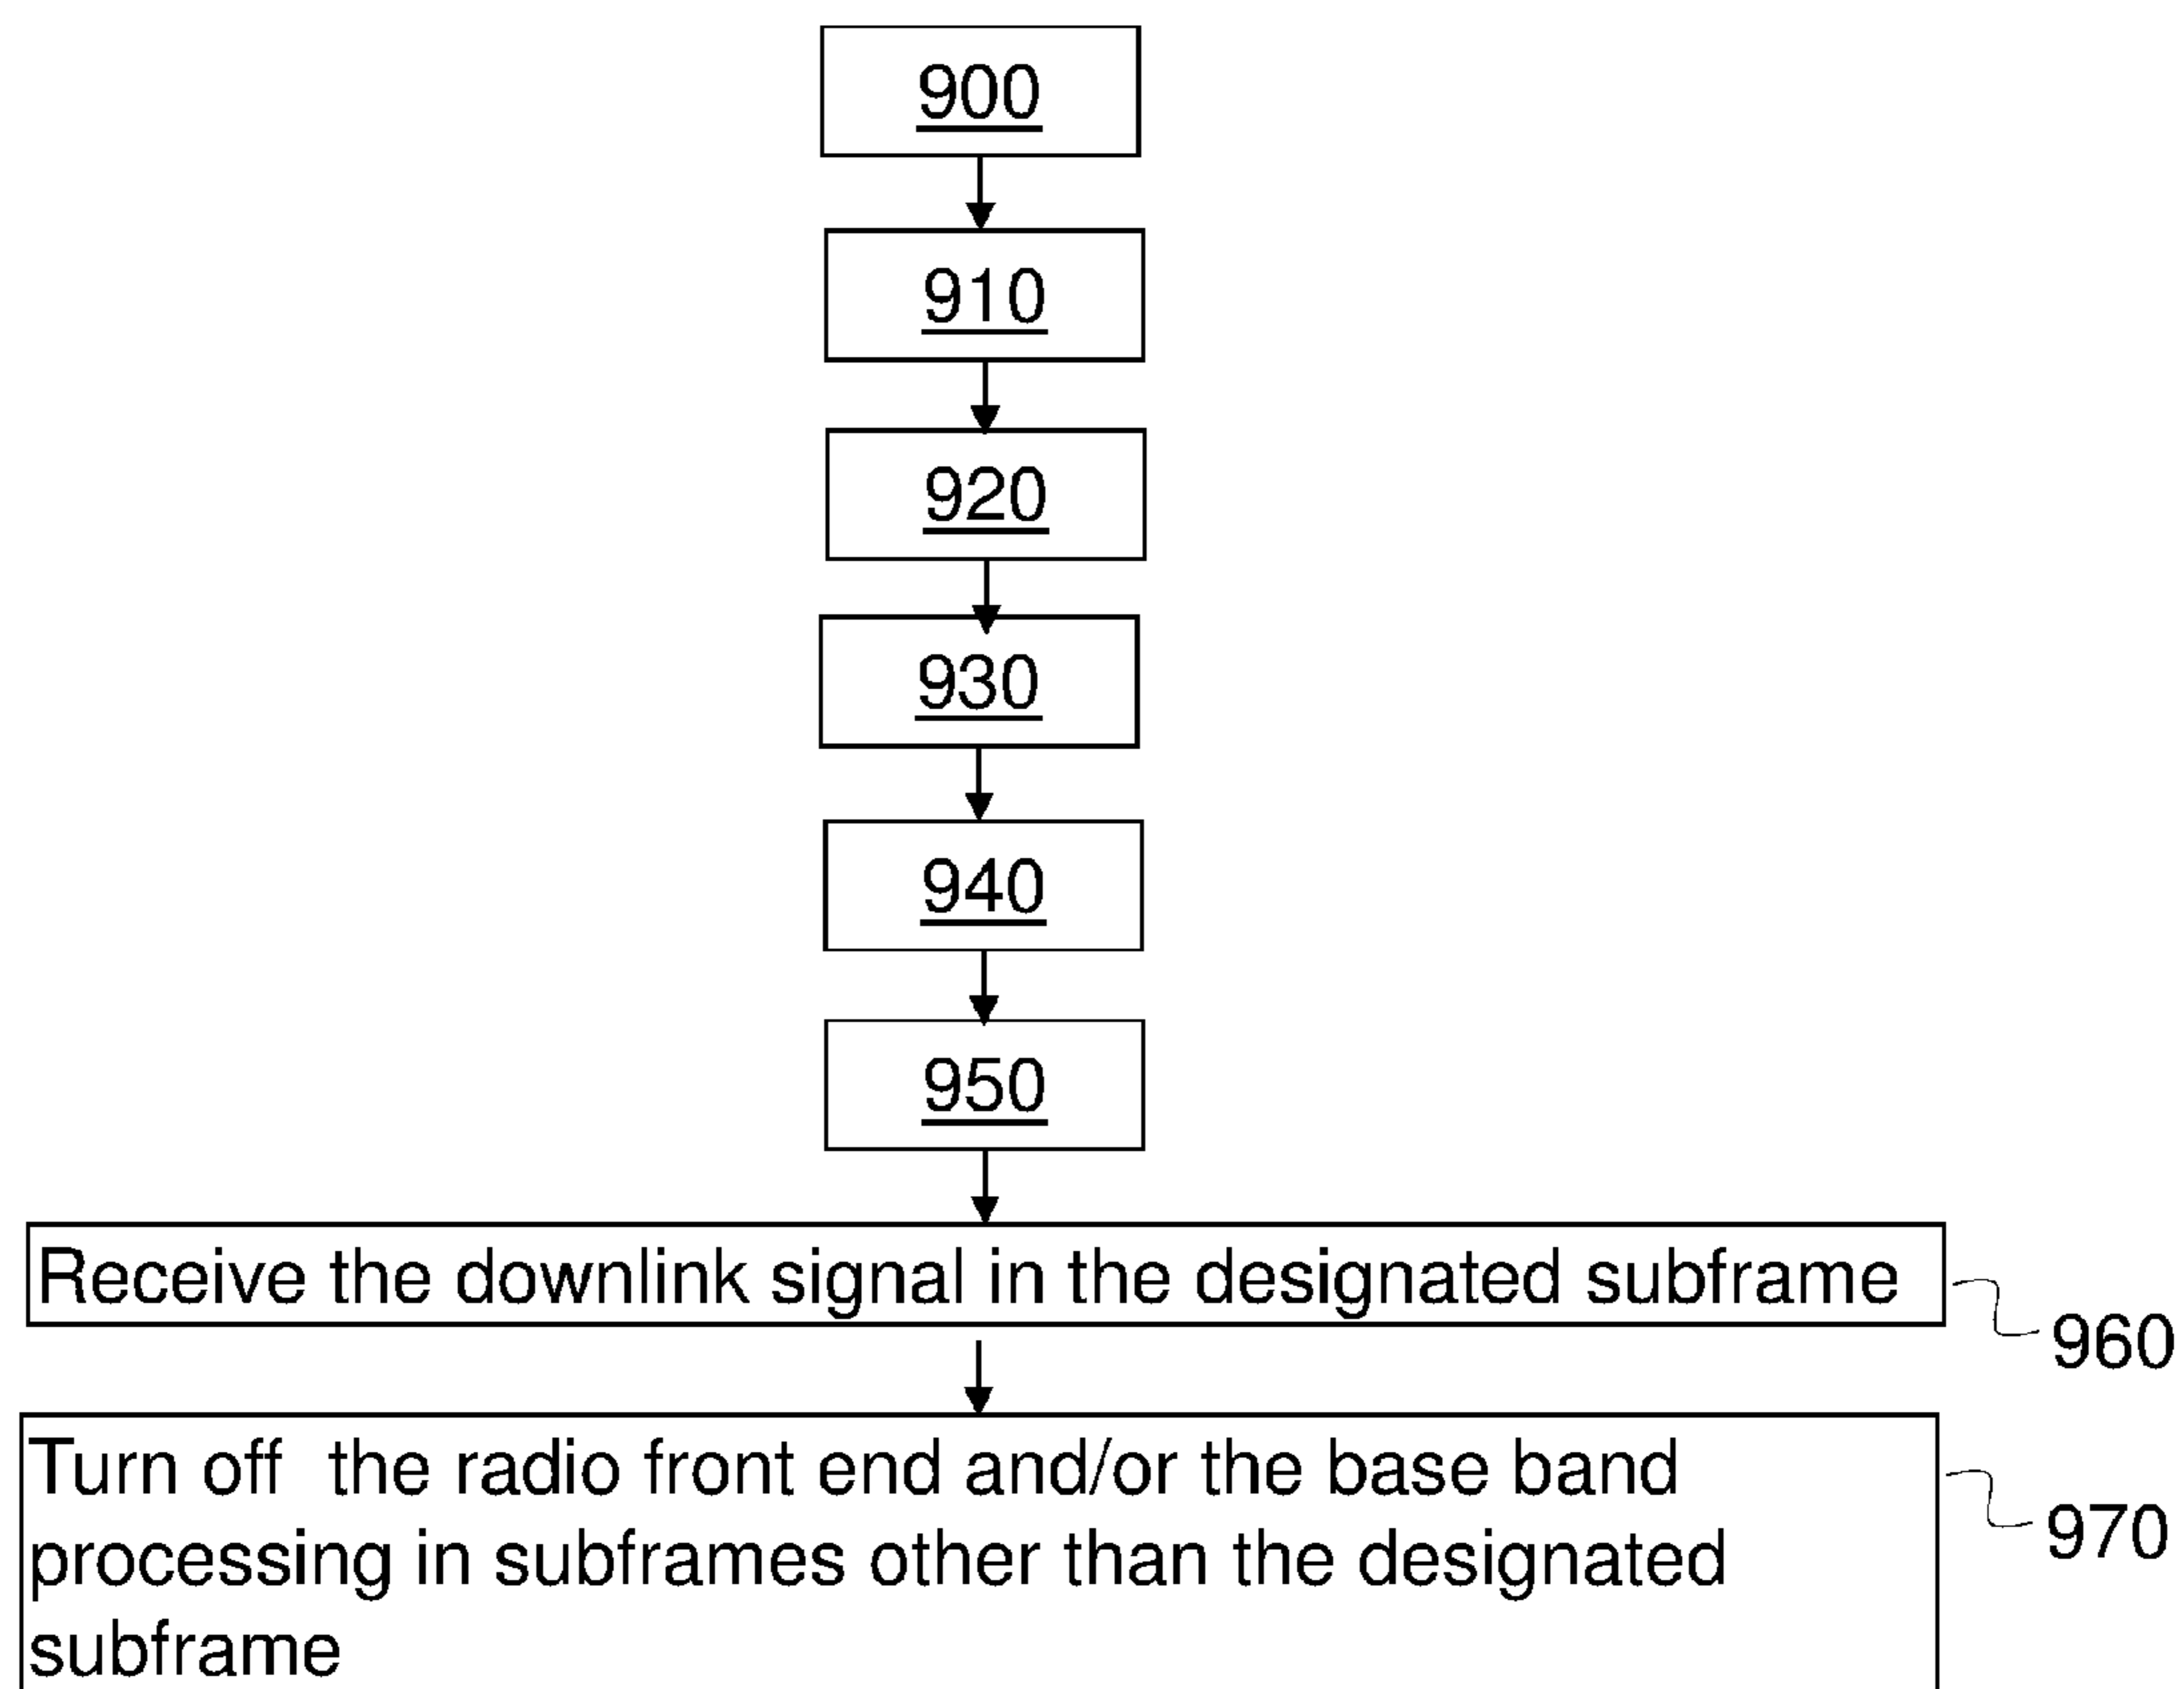 900
910
920
930
940
950
Receive the downlink signal in the designated subframe
960
Turn off the radio front end and/or the base band
processing in subframes other than the designated
subframe
970